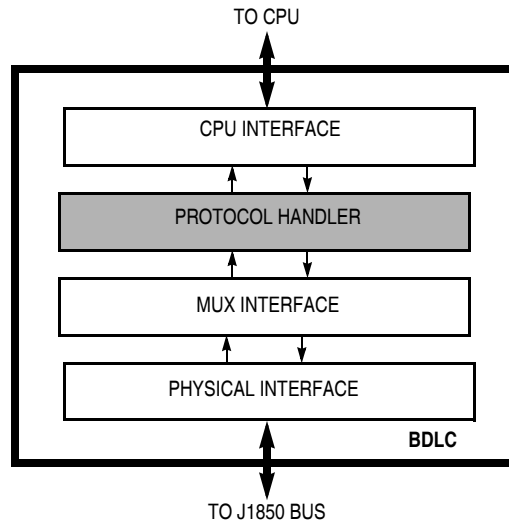 TO CPU
CPU INTERFACE
PROTOCOL HANDLER
MUX INTERFACE
PHYSICAL INTERFACE
BDLC
TO J1850 BUS